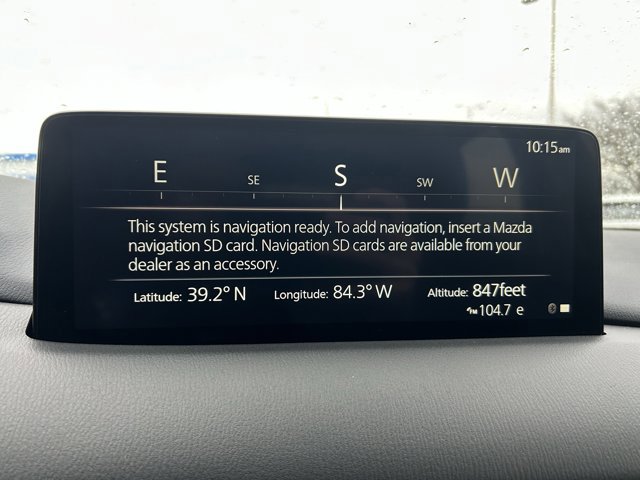 10:15am
E SE S SW W
This system is navigation ready. To add navigation, insert a Mazda
navigation SD card. Navigation SD cards are available from your
dealer as an accessory.
Latitude: 39.2° N Longitude: 84.3° W Altitude: 847feet
FM 104.7 e